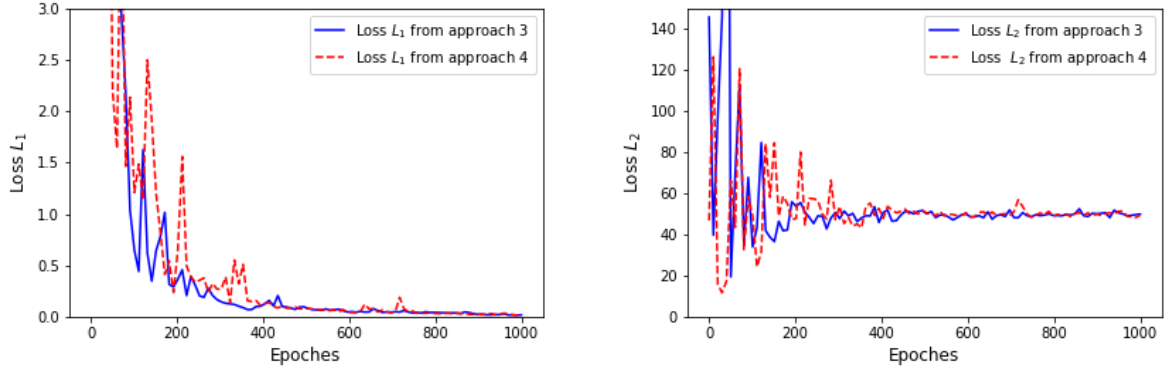 3.0
2.5
2.0
1.5
1.0
0.5
0.0
Loss L₁
0 200 400 600 800 1000
Epoches
Loss L₁ from approach 3
Loss L₁ from approach 4
140
120
100
80
60
40
20
0
Loss L₂
0 200 400 600 800 1000
Epoches
Loss L₂ from approach 3
Loss L₂ from approach 4